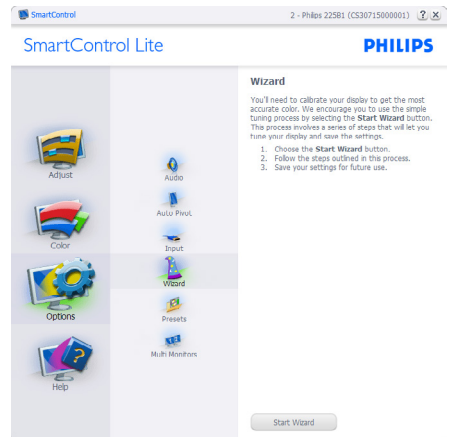 SmartControl
2 - Philips 225B1 (CS30715000001) ? X
SmartControl Lite
PHILIPS
Wizard
You'll need to calibrate your display to get the most
accurate color. We encourage you to use the simple
tuning process by selecting the Start Wizard button.
This process involves a series of steps that will let you
tune your display and save the settings.
1. Choose the Start Wizard button.
2. Follow the steps outlined in this process.
3. Save your settings for future use.
Adjust
Color
Options
Help
Audio
Auto Pivot
Input
Wizard
Presets
Multi Monitors
Start Wizard